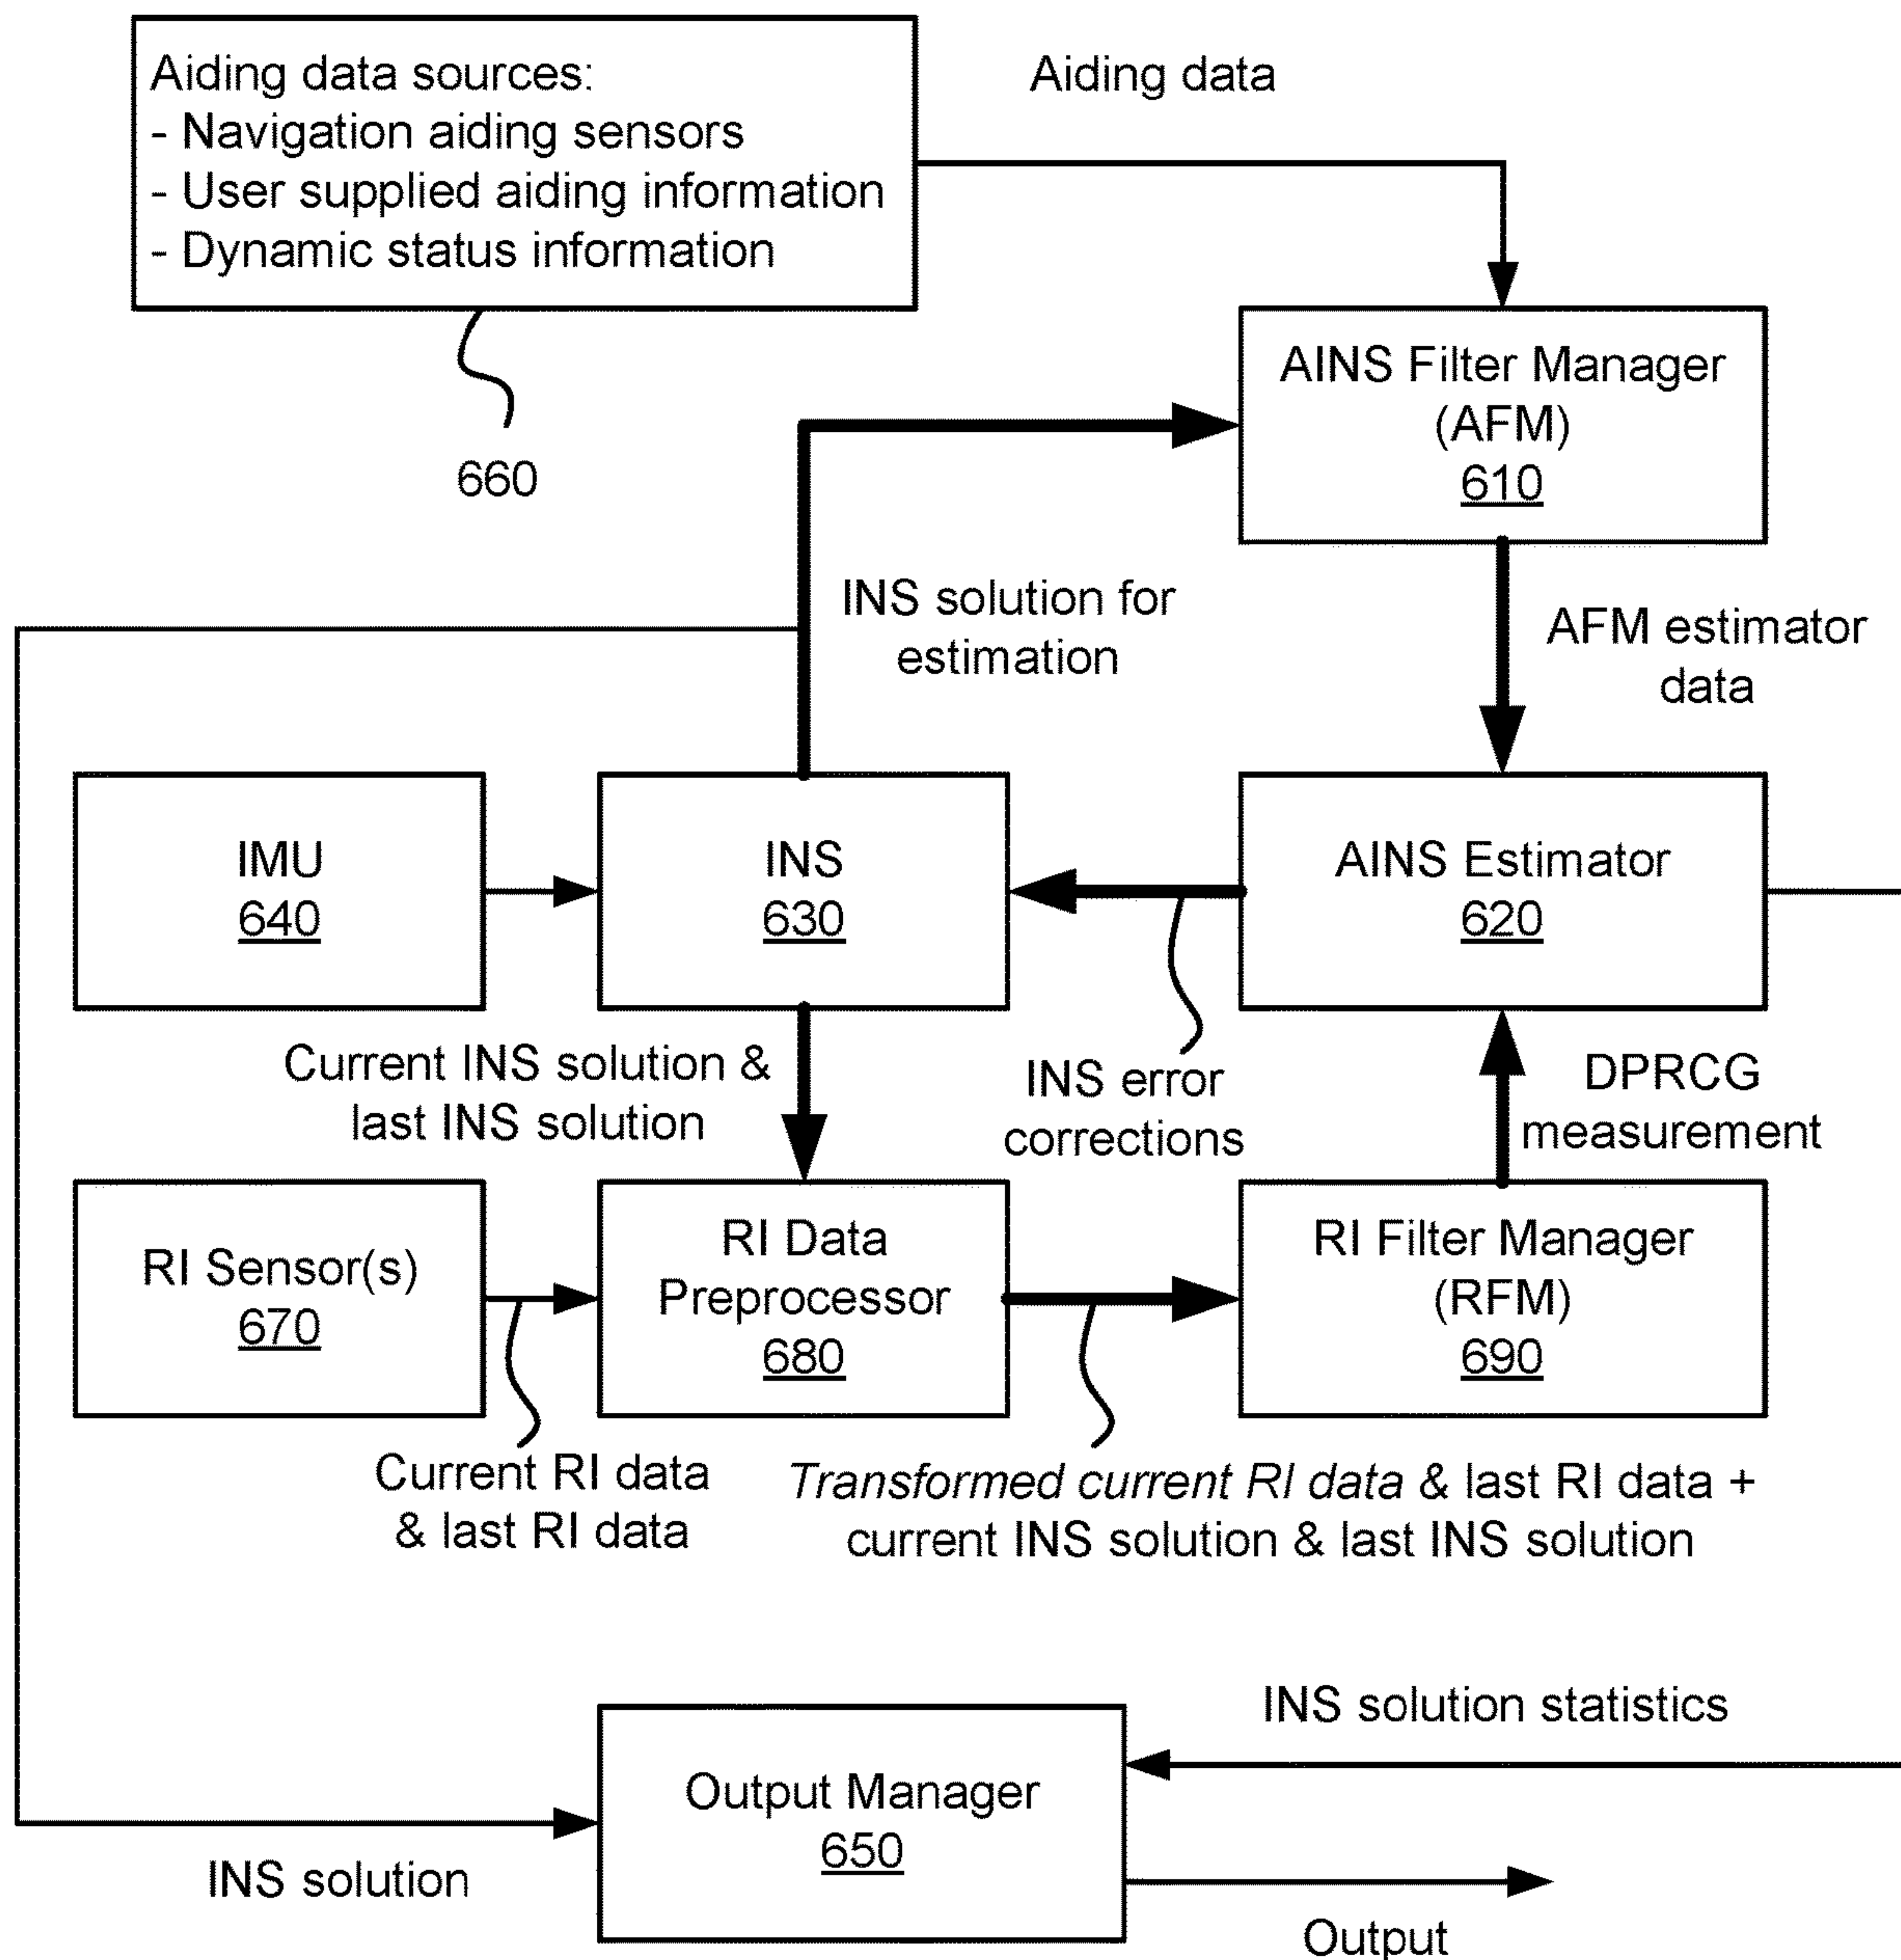 Aiding data sources:
- Navigation aiding sensors
- User supplied aiding information
- Dynamic status information
Aiding data
660
AINS Filter Manager
(AFM)
610
INS solution for
estimation
AFM estimator
data
IMU
640
INS
630
AINS Estimator
620
Current INS solution &
last INS solution
INS error
corrections
DPRCG
measurement
RI Sensor(s)
670
RI Data
Preprocessor
680
RI Filter Manager
(RFM)
690
Current RI data
& last RI data
Transformed current RI data & last RI data +
current INS solution & last INS solution
INS solution statistics
Output Manager
650
INS solution
Output